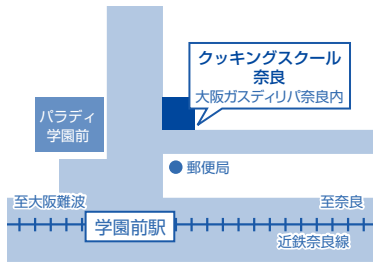 クッキングスクール
奈良
大阪ガスディリパ奈良内
パラディ
学園前
郵便局
至大阪難波
至奈良
学園前駅
近鉄奈良線